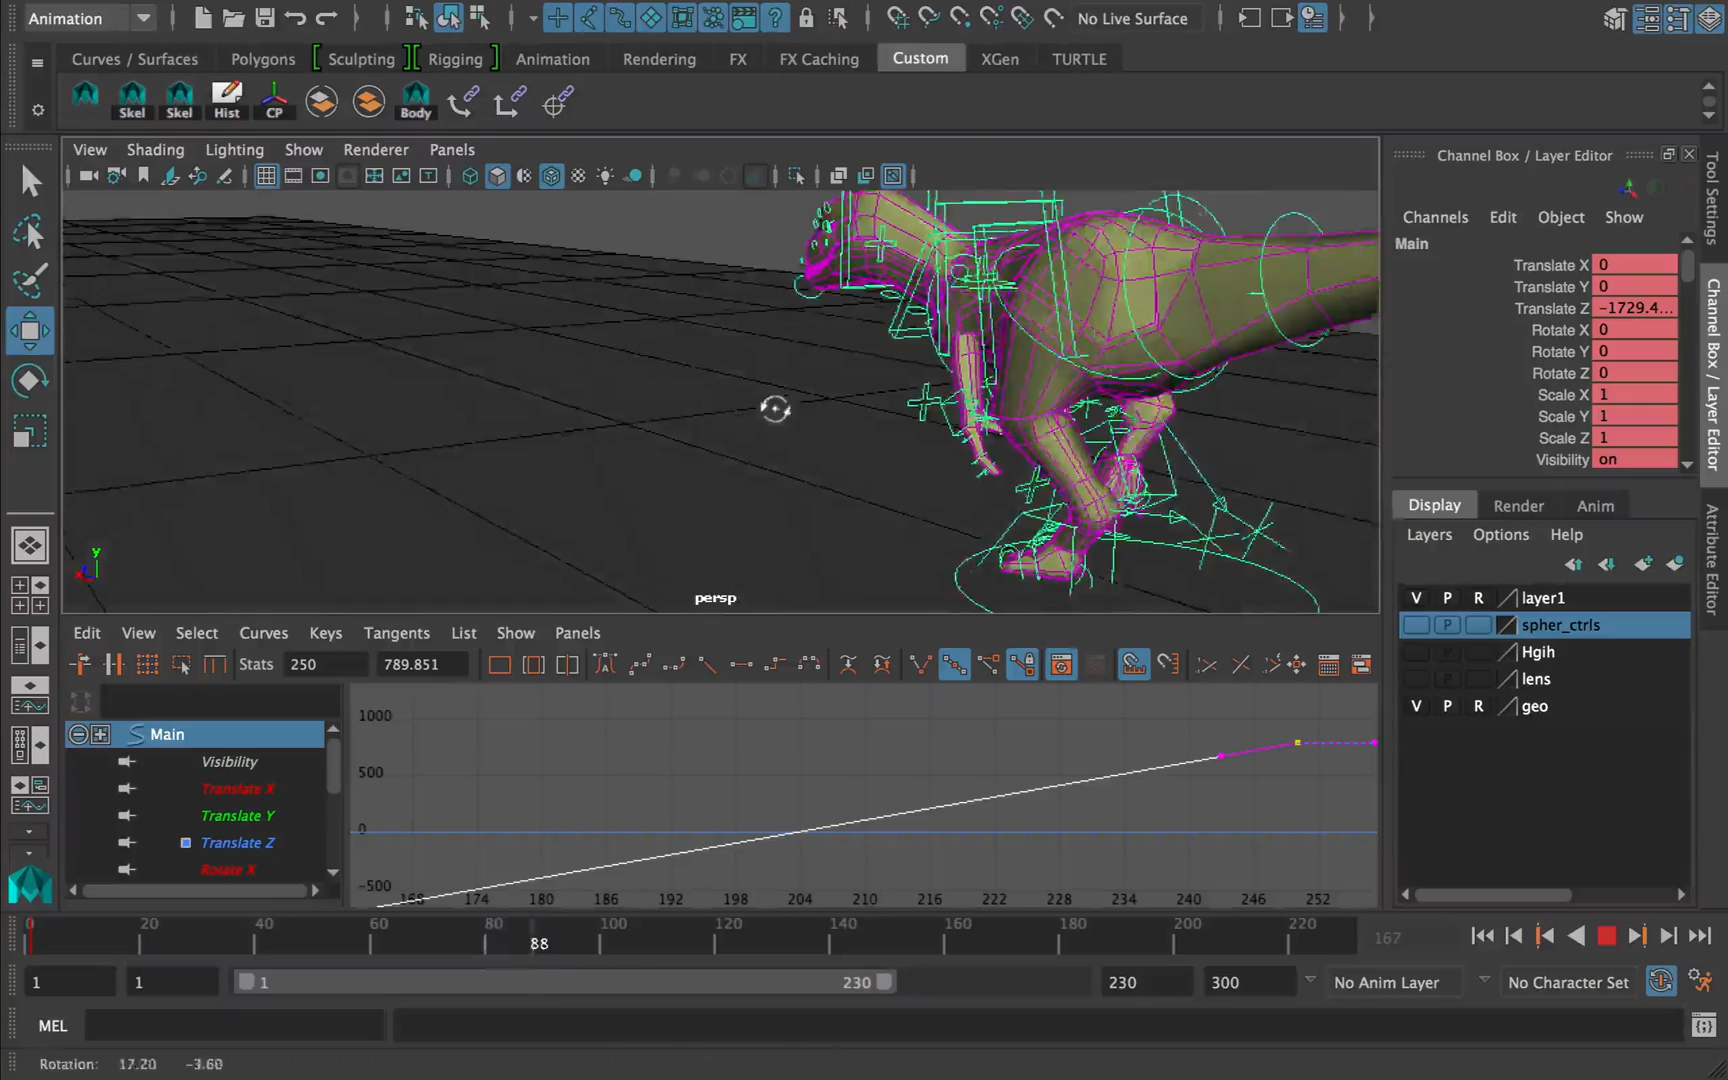 Animation
No Live Surface
Curves / Surfaces
Polygons
Sculpting
Rigging
Animation
Rendering
FX
FX Caching
Custom
XGen
TURTLE
Skel
Skel
Hist
CP
Body
View
Shading
Lighting
Show
Renderer
Panels
Channel Box / Layer Editor
Channels
Edit
Object
Show
Main
Translate X 0
Translate Y 0
Translate Z -1729.4...
Rotate X 0
Rotate Y 0
Rotate Z 0
Scale X 1
Scale Y 1
Scale Z 1
Visibility on
Tool Settings
Channel Box / Layer Editor
Attribute Editor
y
x
persp
Display
Render
Anim
Layers
Options
Help
V P R layer1
P spher_ctrls
P Hgih
P lens
V P R geo
Edit
View
Select
Curves
Keys
Tangents
List
Show
Panels
Stats
250
789.851
Main
Visibility
Translate X
Translate Y
Translate Z
Rotate X
1000
500
0
-500
168 174 180 186 192 198 204 210 216 222 228 234 240 246 252
0 20 40 60 80 100 120 140 160 180 200 220
88
167
1
1
1
230
230
300
No Anim Layer
No Character Set
MEL
Rotation: 17.20 -3.60